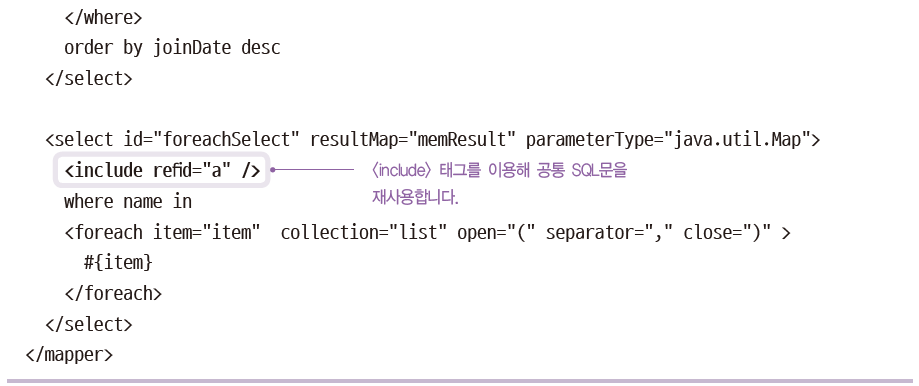 </where>
order by joinDate desc
</select>
<select id="foreachSelect" resultMap="memResult" parameterType="java.util.Map">
<include refid="a" />
〈include〉 태그를 이용해 공통 SQL문을
재사용합니다.
where name in
<foreach item="item"  collection="list" open="(" separator="," close=")" >
#{item}
</foreach>
</select>
</mapper>